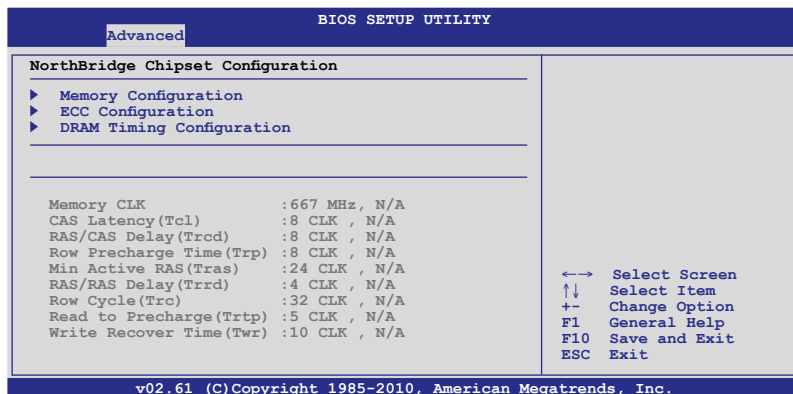 BIOS SETUP UTILITY
Advanced
NorthBridge Chipset Configuration
Memory Configuration
ECC Configuration
DRAM Timing Configuration
Memory CLK :667 MHz, N/A
CAS Latency(Tcl) :8 CLK , N/A
RAS/CAS Delay(Trcd) :8 CLK , N/A
Row Precharge Time(Trp) :8 CLK , N/A
Min Active RAS(Tras) :24 CLK , N/A
RAS/RAS Delay(Trrd) :4 CLK , N/A
Row Cycle(Trc) :32 CLK , N/A
Read to Precharge(Trtp) :5 CLK , N/A
Write Recover Time(Twr) :10 CLK , N/A
←→ Select Screen
↑↓ Select Item
+- Change Option
F1 General Help
F10 Save and Exit
ESC Exit
v02.61 (C)Copyright 1985-2010, American Megatrends, Inc.